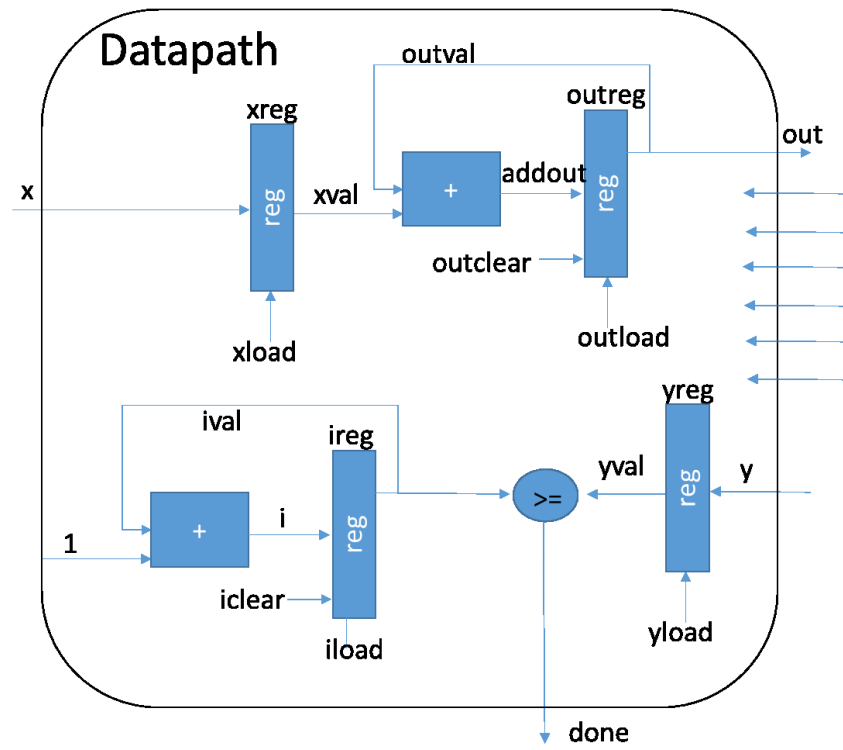 Datapath
outval
xreg
outreg
out
x
reg
xval
+
addout
reg
outclear
xload
outload
yreg
ival
ireg
yval
y
reg
>=
reg
+
i
1
iclear
iload
yload
done